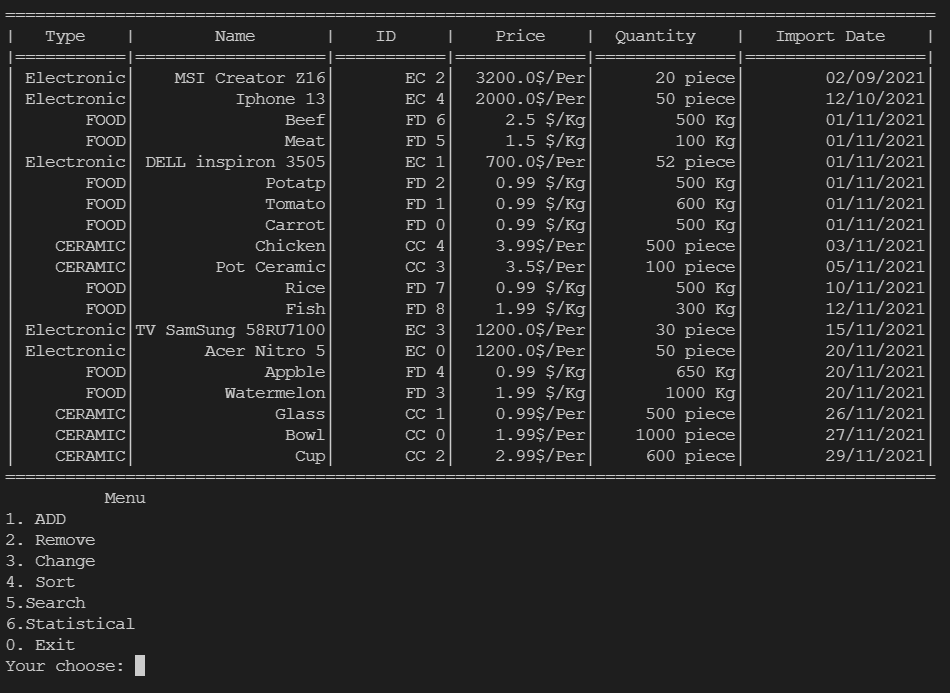 | Type | Name | ID | Price | Quantity | Import Date |
| Electronic| MSI Creator Z16| EC 2| 3200.0$/Per| 20 piece| 02/09/2021|
| Electronic| Iphone 13| EC 4| 2000.0$/Per| 50 piece| 12/10/2021|
| FOOD| Beef| FD 6| 2.5 $/Kg| 500 Kg| 01/11/2021|
| FOOD| Meat| FD 5| 1.5 $/Kg| 100 Kg| 01/11/2021|
| Electronic| DELL inspiron 3505| EC 1| 700.0$/Per| 52 piece| 01/11/2021|
| FOOD| Potatp| FD 2| 0.99 $/Kg| 500 Kg| 01/11/2021|
| FOOD| Tomato| FD 1| 0.99 $/Kg| 600 Kg| 01/11/2021|
| FOOD| Carrot| FD 0| 0.99 $/Kg| 500 Kg| 01/11/2021|
| CERAMIC| Chicken| CC 4| 3.99$/Per| 500 piece| 03/11/2021|
| CERAMIC| Pot Ceramic| CC 3| 3.5$/Per| 100 piece| 05/11/2021|
| FOOD| Rice| FD 7| 0.99 $/Kg| 500 Kg| 10/11/2021|
| FOOD| Fish| FD 8| 1.99 $/Kg| 300 Kg| 12/11/2021|
| Electronic|TV SamSung 58RU7100| EC 3| 1200.0$/Per| 30 piece| 15/11/2021|
| Electronic| Acer Nitro 5| EC 0| 1200.0$/Per| 50 piece| 20/11/2021|
| FOOD| Appble| FD 4| 0.99 $/Kg| 650 Kg| 20/11/2021|
| FOOD| Watermelon| FD 3| 1.99 $/Kg| 1000 Kg| 20/11/2021|
| CERAMIC| Glass| CC 1| 0.99$/Per| 500 piece| 26/11/2021|
| CERAMIC| Bowl| CC 0| 1.99$/Per| 1000 piece| 27/11/2021|
| CERAMIC| Cup| CC 2| 2.99$/Per| 600 piece| 29/11/2021|
Menu
1. ADD
2. Remove
3. Change
4. Sort
5.Search
6.Statistical
0. Exit
Your choose: